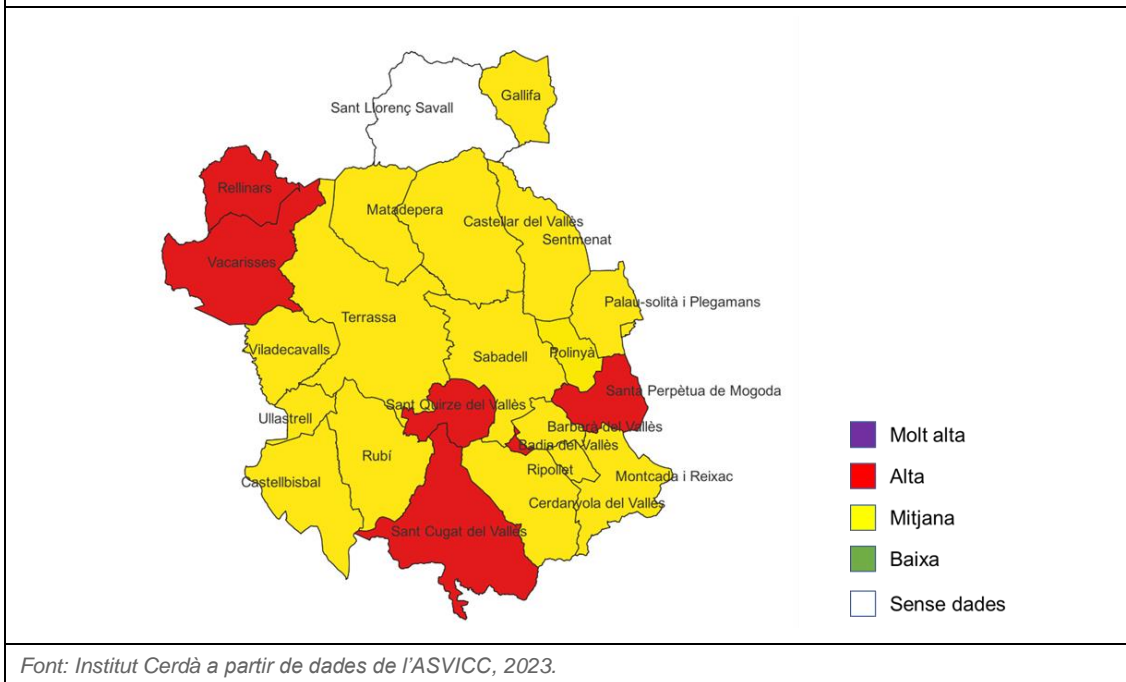 Gallifa
Sant Llorenç Savall
Rellinars
Matadepera
Castellar del Vallès
Sentmenat
Vacarisses
Palau-solità i Plegamans
Terrassa
Viladecavalls
Sabadell
Polinyà
Santa Perpètua de Mogoda
Sant Quirze del Vallès
Ullastrell
Barberà del Vallès
Badia del Vallès
Rubí
Ripollet
Montcada i Reixac
Castellbisbal
Cerdanyola del Vallès
Sant Cugat del Vallès
Molt alta
Alta
Mitjana
Baixa
Sense dades
Font: Institut Cerdà a partir de dades de l’ASVICC, 2023.